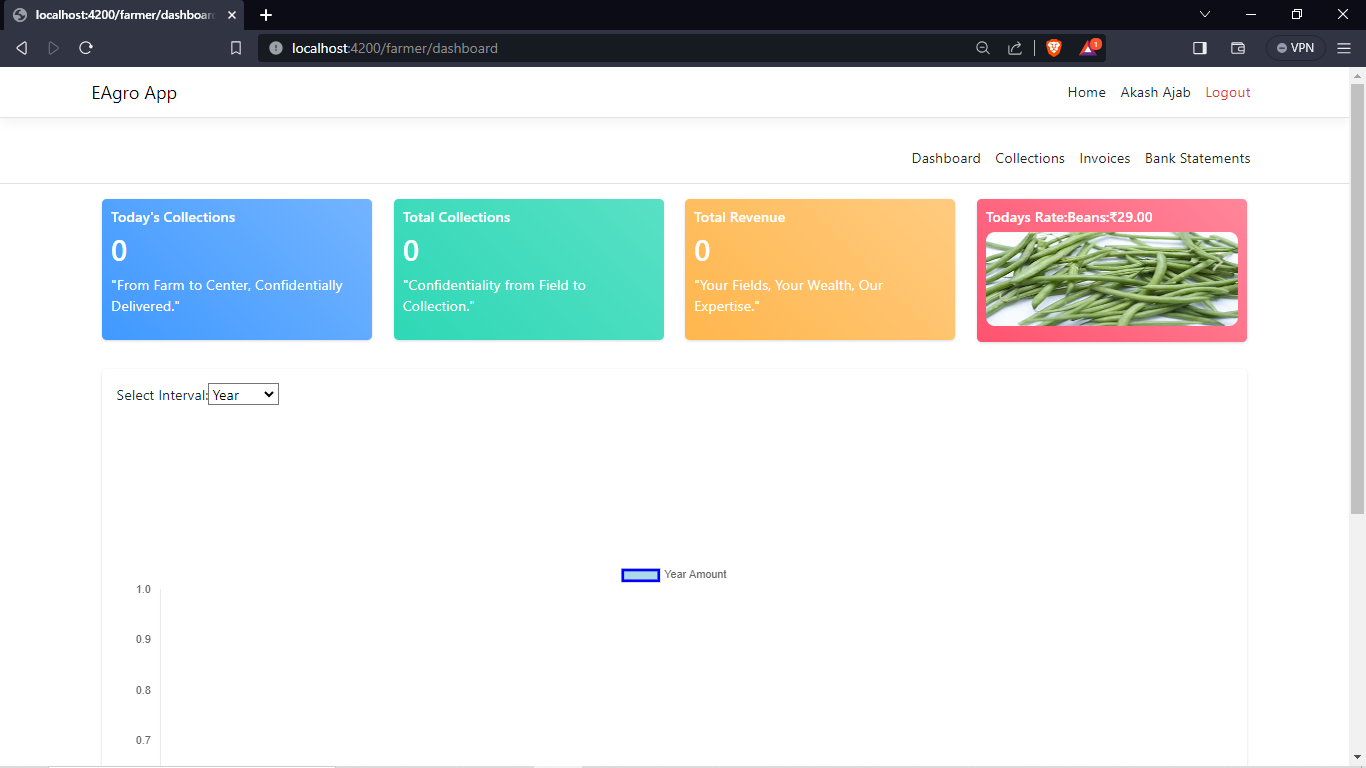 localhost:4200/farmer/dashboar
localhost:4200/farmer/dashboard
1
VPN
EAgro App
Home Akash Ajab Logout
Dashboard Collections Invoices Bank Statements
Today's Collections
0
"From Farm to Center, Confidentially
Delivered."
Total Collections
0
"Confidentiality from Field to
Collection."
Total Revenue
0
"Your Fields, Your Wealth, Our
Expertise."
Todays Rate:Beans:₹29.00
Select Interval: Year
Year Amount
1.0
0.9
0.8
0.7